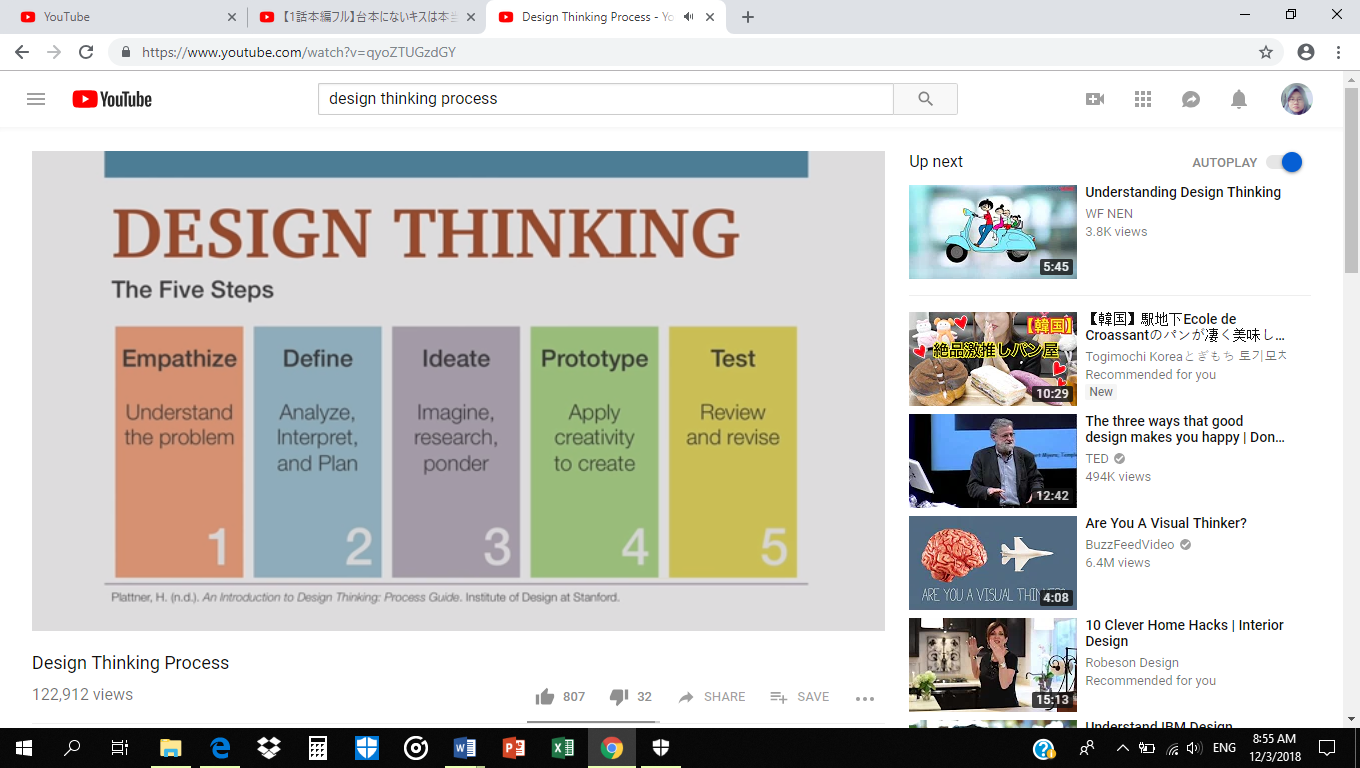 YouTube
【1話本編フル】台本にないキスは本
Design Thinking Process - Yo
https://www.youtube.com/watch?v=qyoZTUGzdGY
YouTube
design thinking process
DESIGN THINKING
The Five Steps
Empathize
Understand
the problem
1
Define
Analyze,
Interpret,
and Plan
2
Ideate
Imagine,
research,
ponder
3
Prototype
Apply
creativity
to create
4
Test
Review
and revise
5
Plattner, H. (n.d.). An Introduction to Design Thinking: Process Guide. Institute of Design at Stanford.
Design Thinking Process
122,912 views
807
32
SHARE
SAVE
Up next
AUTOPLAY
5:45
Understanding Design Thinking
WF NEN
3.8K views
【韓国】
絶品激推しパン屋
10:29
【韓国】駅地下Ecole de
Croassantのパンが凄く美味し...
Togimochi Koreaとぎもち 토기모치
Recommended for you
New
12:42
The three ways that good
design makes you happy | Don...
TED
494K views
ARE YOU A VISUAL THIN
4:08
Are You A Visual Thinker?
BuzzFeedVideo
6.4M views
15:13
10 Clever Home Hacks | Interior
Design
Robeson Design
Recommended for you
Understand IBM Design
ENG
8:55 AM
12/3/2018